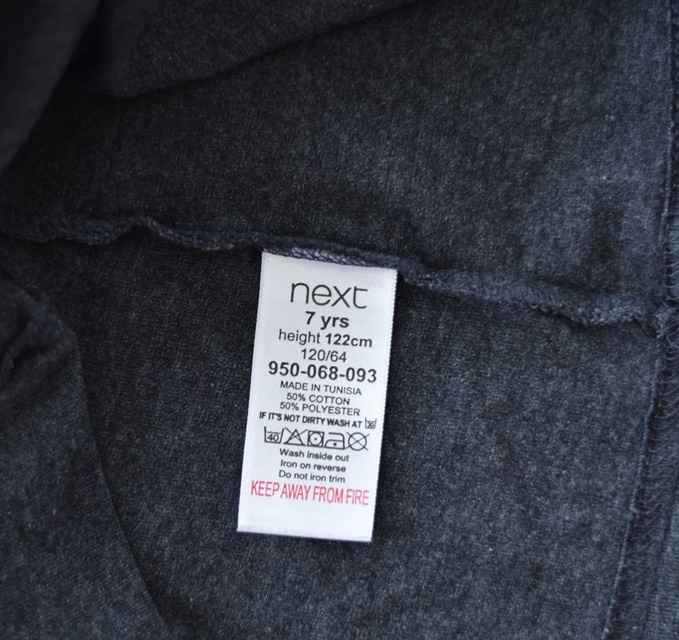 next
7 yrs
height 122cm
120/64
950-068-093
MADE IN TUNISIA
50% COTTON
50% POLYESTER
IF IT'S NOT DIRTY WASH AT 30
40
Wash inside out
Iron on reverse
Do not iron trim
KEEP AWAY FROM FIRE